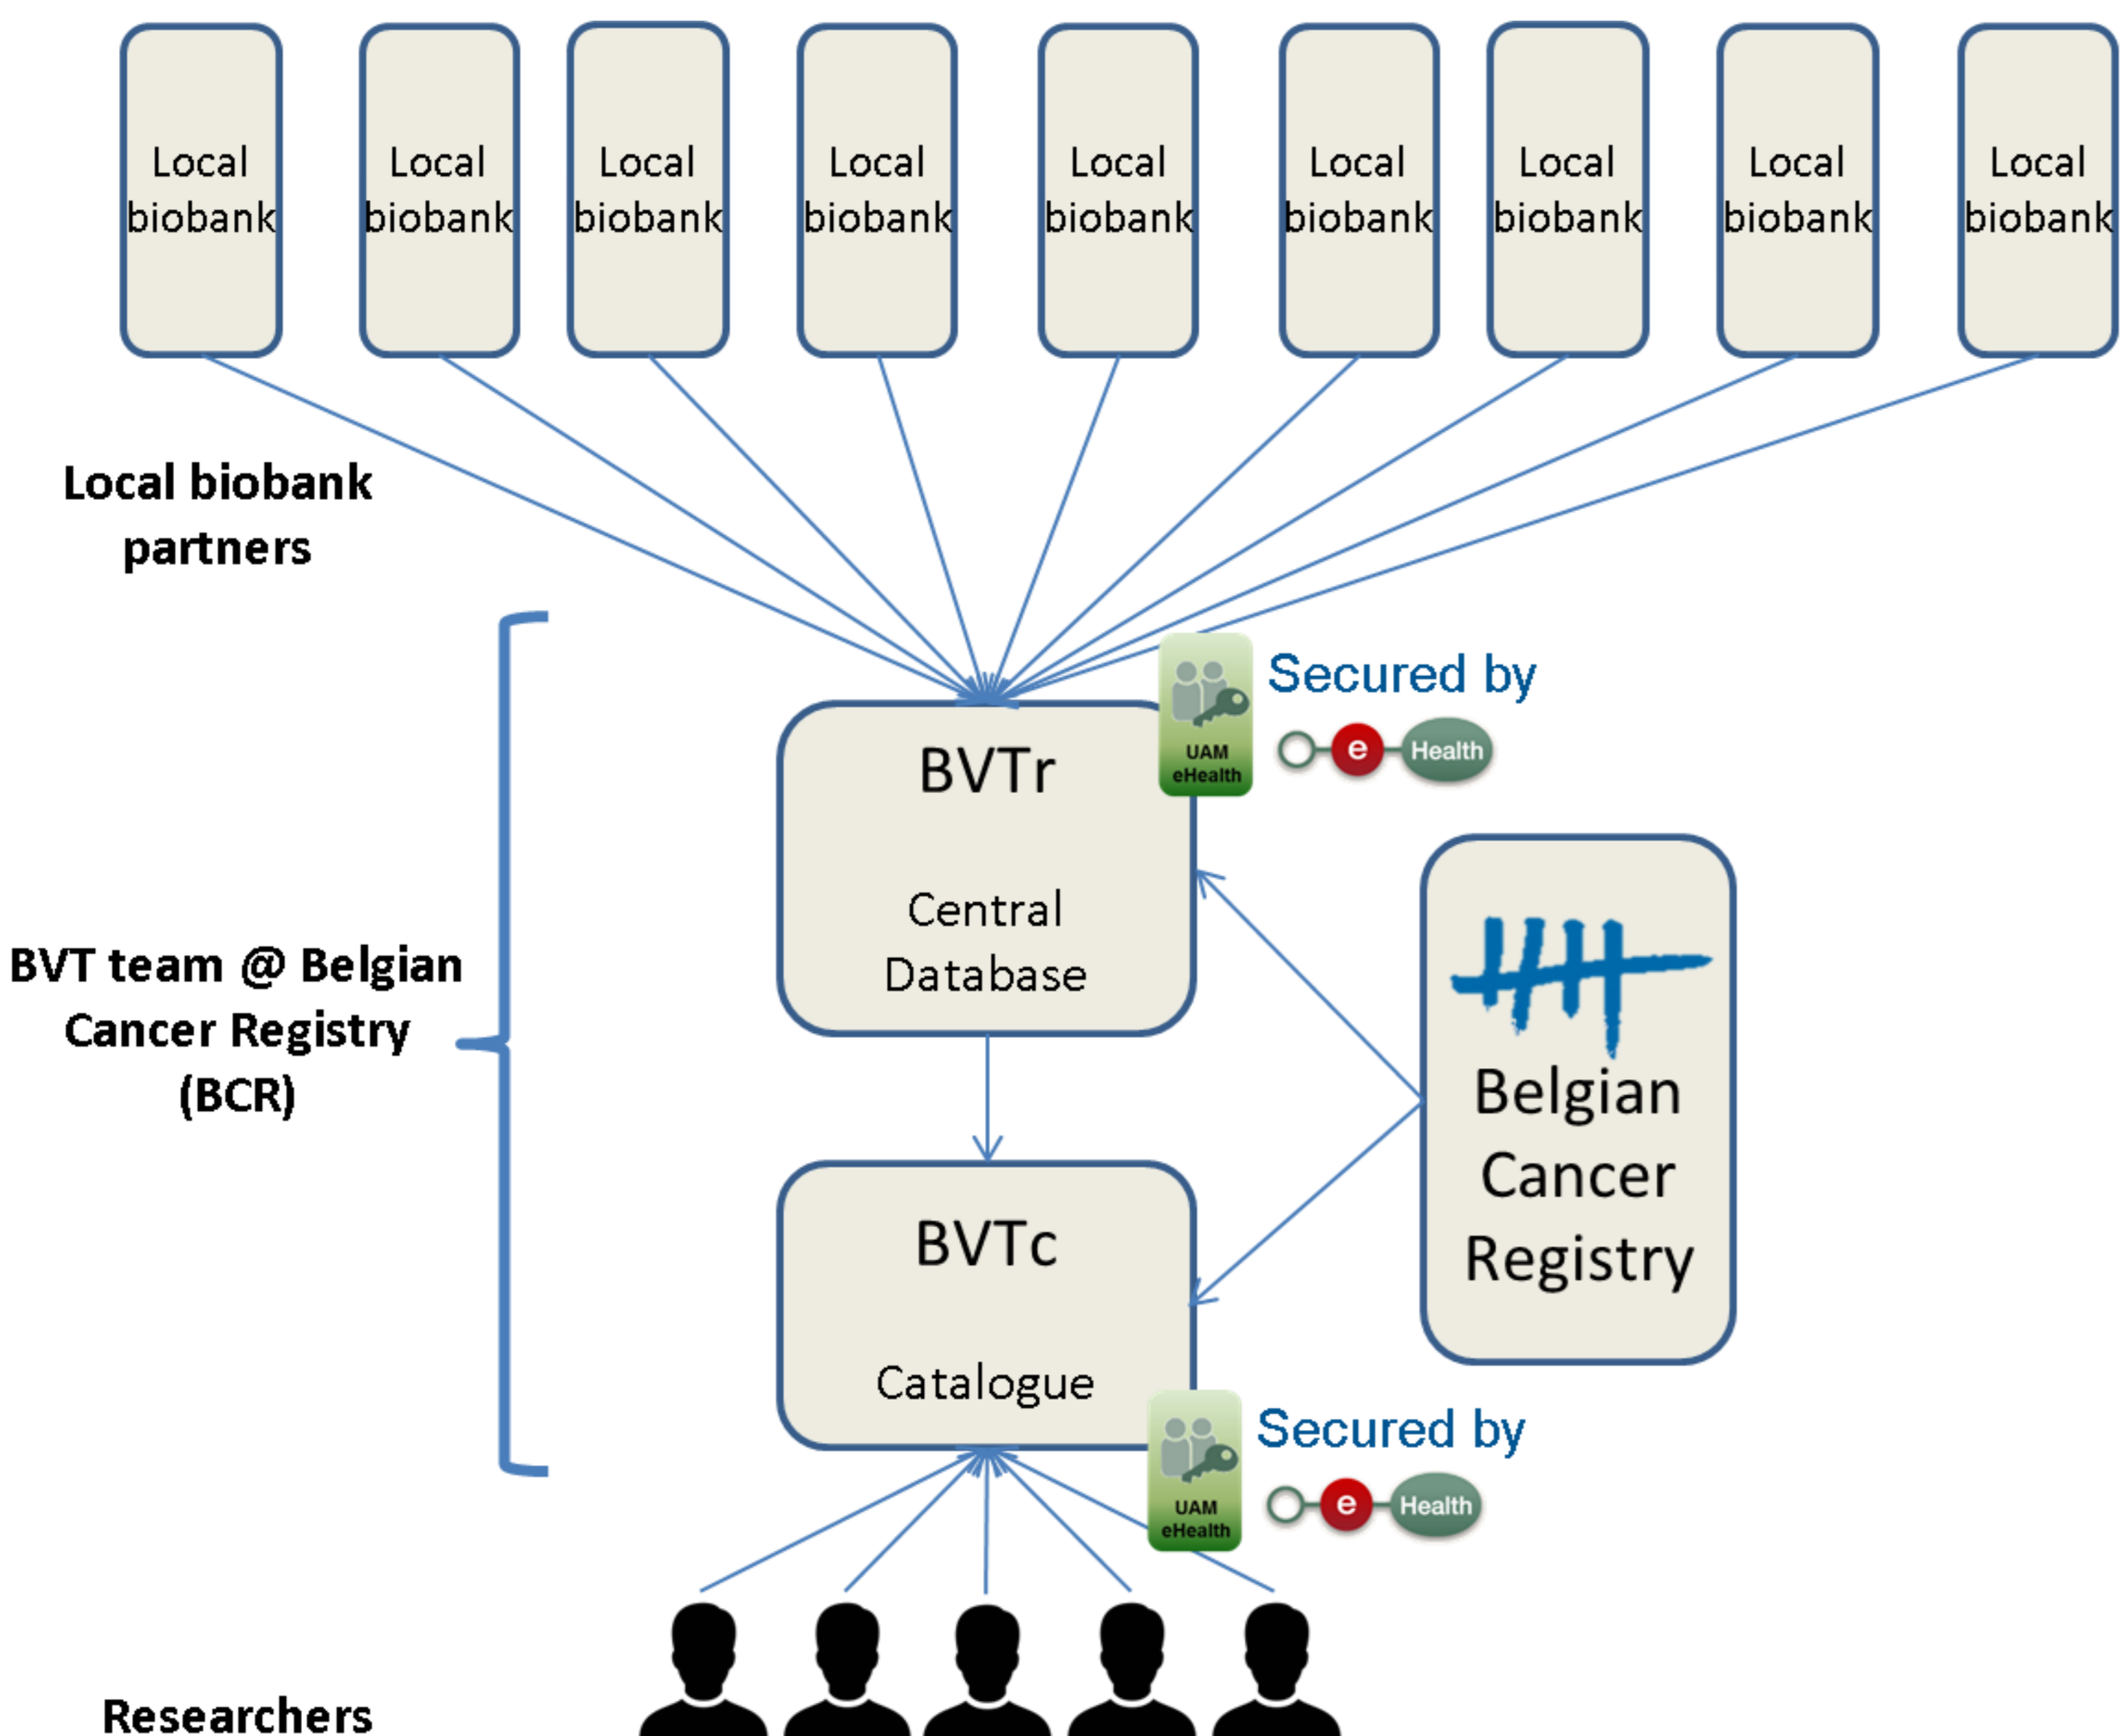 Local
biobank
Local
biobank
Local
biobank
Local
biobank
Local
biobank
Local
biobank
Local
biobank
Local
biobank
Local
biobank
Local biobank
partners
Secured by
UAM
eHealth
e Health
BVTr
Central
Database
BVT team @ Belgian
Cancer Registry
(BCR)
Belgian
Cancer
Registry
BVTc
Catalogue
Secured by
UAM
eHealth
e Health
Researchers